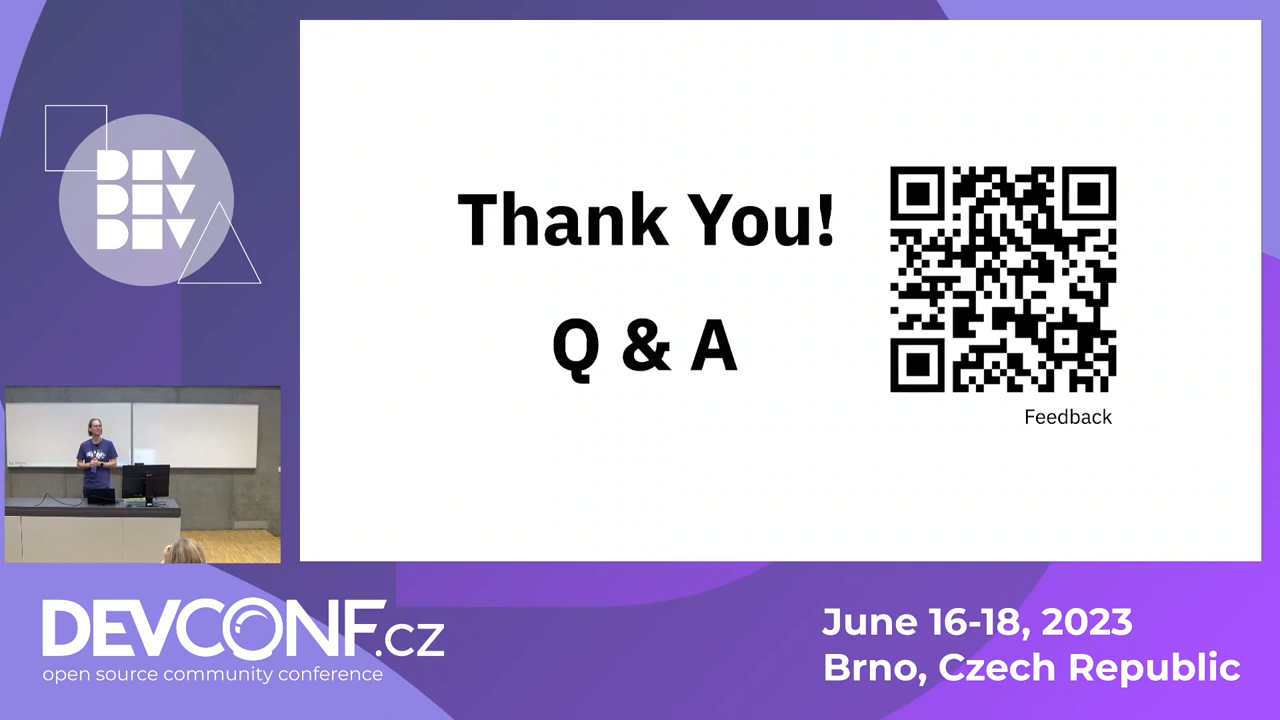 DEV
DEV
DEV
Thank You!
Q & A
Feedback
DEVCONF.cz
open source community conference
June 16-18, 2023
Brno, Czech Republic